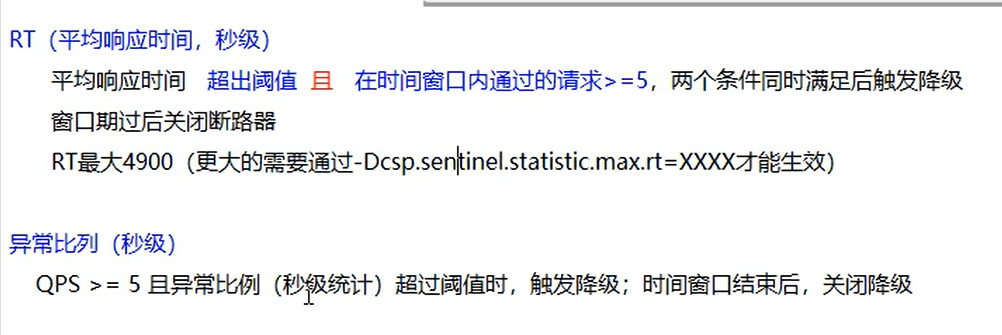 RT（平均响应时间，秒级）
平均响应时间 超出阈值 且 在时间窗口内通过的请求>=5，两个条件同时满足后触发降级
窗口期过后关闭断路器
RT最大4900（更大的需要通过-Dcsp.sentinel.statistic.max.rt=XXXX才能生效）
异常比列（秒级）
QPS >= 5 且异常比例（秒级统计）超过阈值时，触发降级；时间窗口结束后，关闭降级